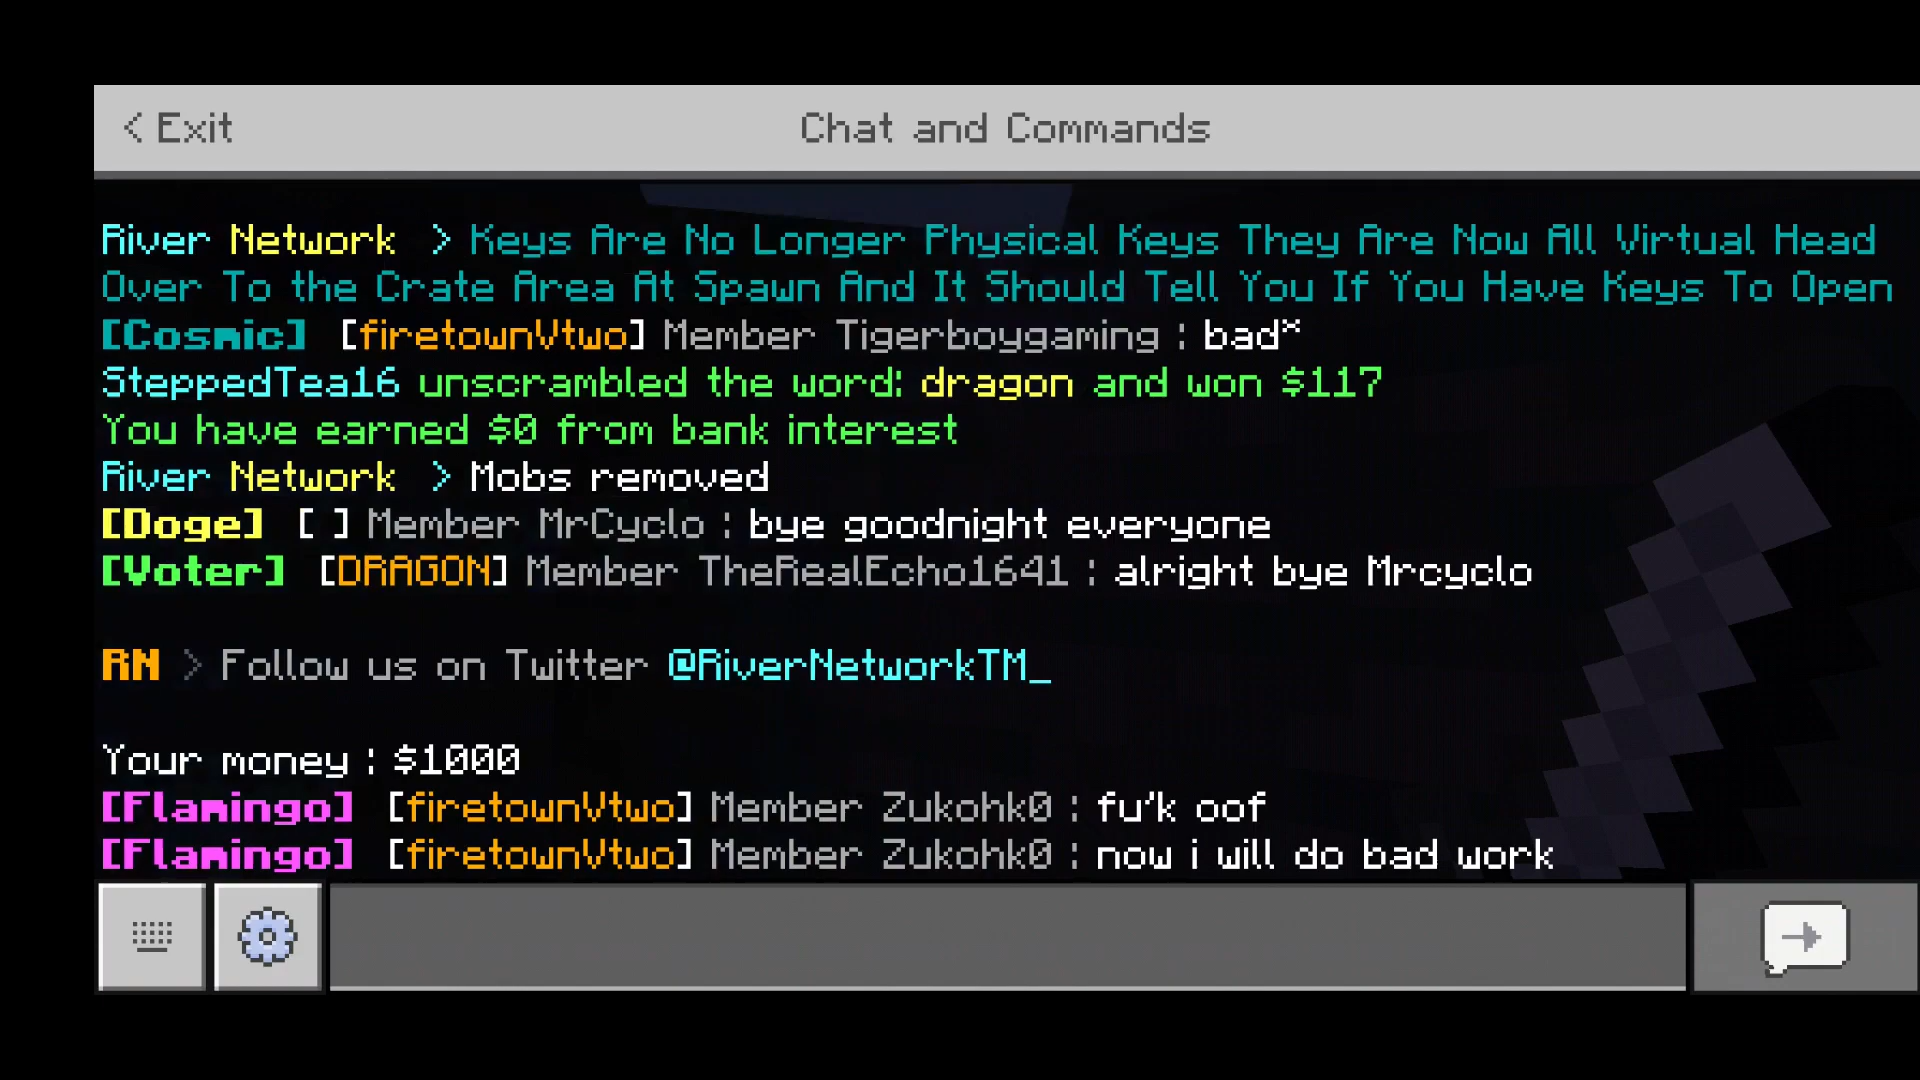 < Exit
Chat and Commands
River Network > Keys Are No Longer Physical Keys They Are Now All Virtual Head
Over To the Crate Area At Spawn And It Should Tell You If You Have Keys To Open
[Cosmic] [firetownVtwo] Member Tigerboygaming : bad*
SteppedTea16 unscrambled the word: dragon and won $117
You have earned $0 from bank interest
River Network > Mobs removed
[Doge] [ ] Member MrCyclo : bye goodnight everyone
[Voter] [DRAGON] Member TheRealEcho1641 : alright bye Mrcyclo
RN > Follow us on Twitter @RiverNetworkTM_
Your money : $1000
[Flamingo] [firetownVtwo] Member Zukohk0 : fu'k oof
[Flamingo] [firetownVtwo] Member Zukohk0 : now i will do bad work